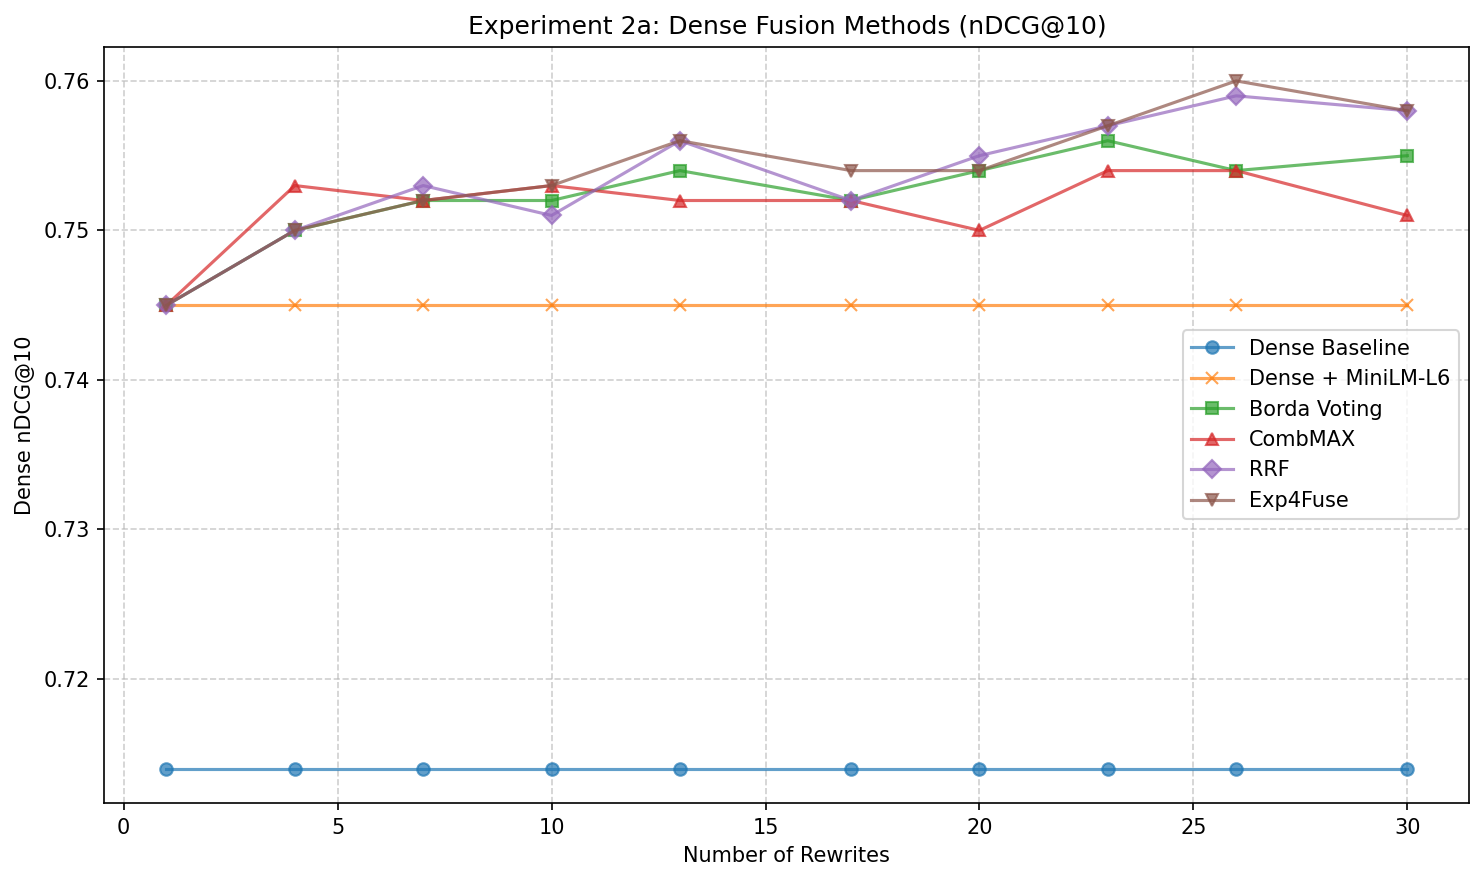 Experiment 2a: Dense Fusion Methods (nDCG@10)
0.76
0.75
0.74
0.73
0.72
Dense nDCG@10
Dense Baseline
Dense + MiniLM-L6
Borda Voting
CombMAX
RRF
Exp4Fuse
0 5 10 15 20 25 30
Number of Rewrites